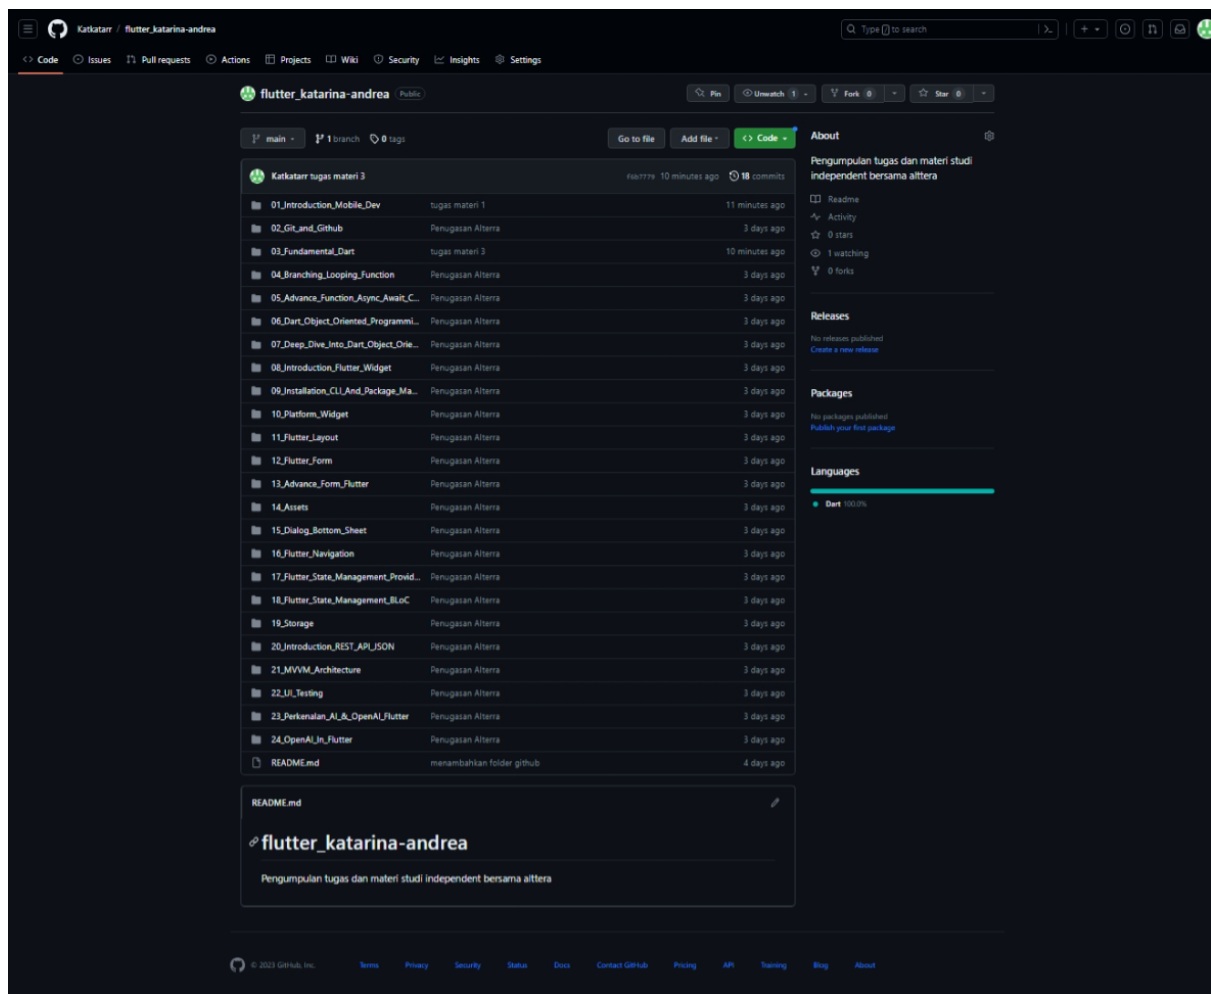 Katkatarr / flutter_katarina-andrea
Type / to search
Code Issues Pull requests Actions Projects Wiki Security Insights Settings
flutter_katarina-andrea Public
Pin Unwatch 1 Fork 0 Star 0
main 1 branch 0 tags
Go to file Add file Code
Katkatarr tugas materi 3 10 minutes ago 18 commits
01_Introduction_Mobile_Dev tugas materi 1 11 minutes ago
02_Git_and_Github Penugasan Alterra 3 days ago
03_Fundamental_Dart tugas materi 3 10 minutes ago
04_Branching_Looping_Function Penugasan Alterra 3 days ago
05_Advance_Function_Async_Await_C... Penugasan Alterra 3 days ago
06_Dart_Object_Oriented_Programmi... Penugasan Alterra 3 days ago
07_Deep_Dive_Into_Dart_Object_Orie... Penugasan Alterra 3 days ago
08_Introduction_Flutter_Widget Penugasan Alterra 3 days ago
09_Installation_CLI_And_Package_Ma... Penugasan Alterra 3 days ago
10_Platform_Widget Penugasan Alterra 3 days ago
11_Flutter_Layout Penugasan Alterra 3 days ago
12_Flutter_Form Penugasan Alterra 3 days ago
13_Advance_Form_Flutter Penugasan Alterra 3 days ago
14_Assets Penugasan Alterra 3 days ago
15_Dialog_Bottom_Sheet Penugasan Alterra 3 days ago
16_Flutter_Navigation Penugasan Alterra 3 days ago
17_Flutter_State_Management_Provid... Penugasan Alterra 3 days ago
18_Flutter_State_Management_BLoC Penugasan Alterra 3 days ago
19_Storage Penugasan Alterra 3 days ago
20_Introduction_REST_API_JSON Penugasan Alterra 3 days ago
21_MVVM_Architecture Penugasan Alterra 3 days ago
22_UI_Testing Penugasan Alterra 3 days ago
23_Perkenalan_AI_&_OpenAI_Flutter Penugasan Alterra 3 days ago
24_OpenAI_In_Flutter Penugasan Alterra 3 days ago
README.md menambahkan folder github 4 days ago
README.md
flutter_katarina-andrea
Pengumpulan tugas dan materi studi independent bersama alttera
About
Pengumpulan tugas dan materi studi
independent bersama alttera
Readme
Activity
0 stars
1 watching
0 forks
Releases
No releases published
Create a new release
Packages
No packages published
Publish your first package
Languages
Dart 100.0%
© 2023 GitHub, Inc. Terms Privacy Security Status Docs Contact GitHub Pricing API Training Blog About